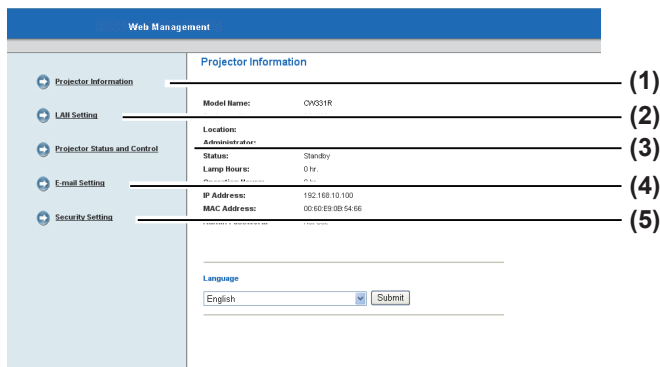 Web Management
Projector Information
Projector Information
(1)
Model Name: CW331R
LAN Setting
(2)
Location:
Administrator:
Projector Status and Control
(3)
Status: Standby
Lamp Hours: 0 hr.
E-mail Setting
(4)
IP Address: 192.168.10.100
MAC Address: 00:60:E9:0B:54:66
Security Setting
(5)
Language
English
Submit